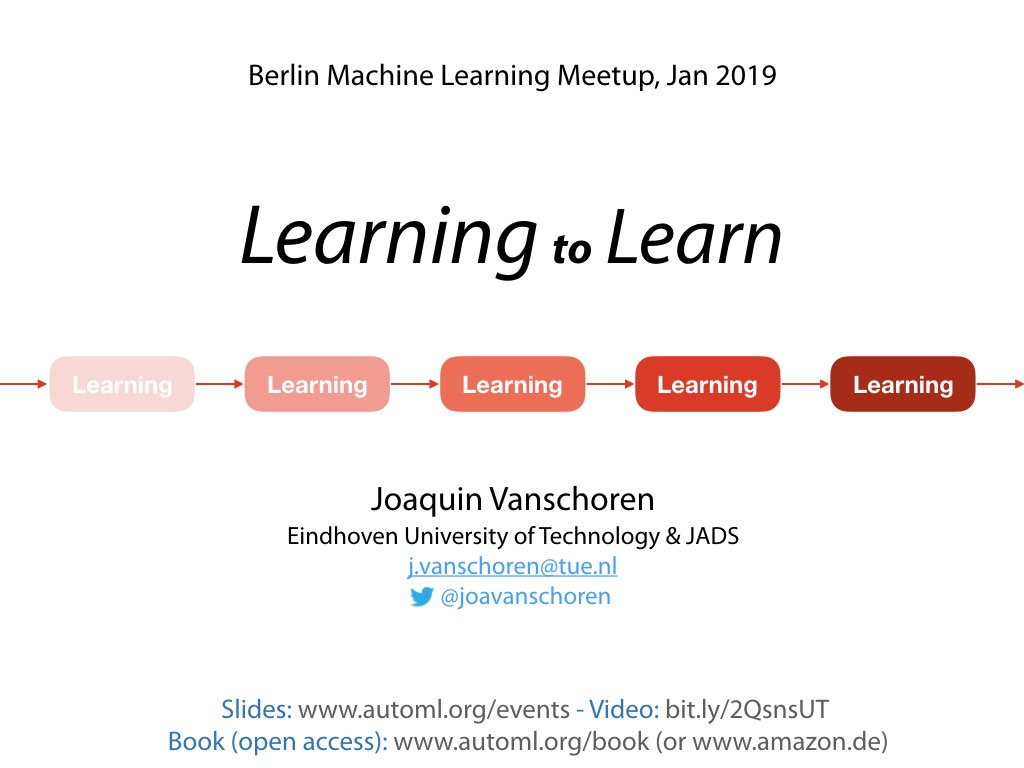 Berlin Machine Learning Meetup, Jan 2019
Learning to Learn
Learning Learning Learning Learning Learning
Joaquin Vanschoren
Eindhoven University of Technology & JADS
j.vanschoren@tue.nl
@joavanschoren
Slides: www.automl.org/events - Video: bit.ly/2QsnsUT
Book (open access): www.automl.org/book (or www.amazon.de)